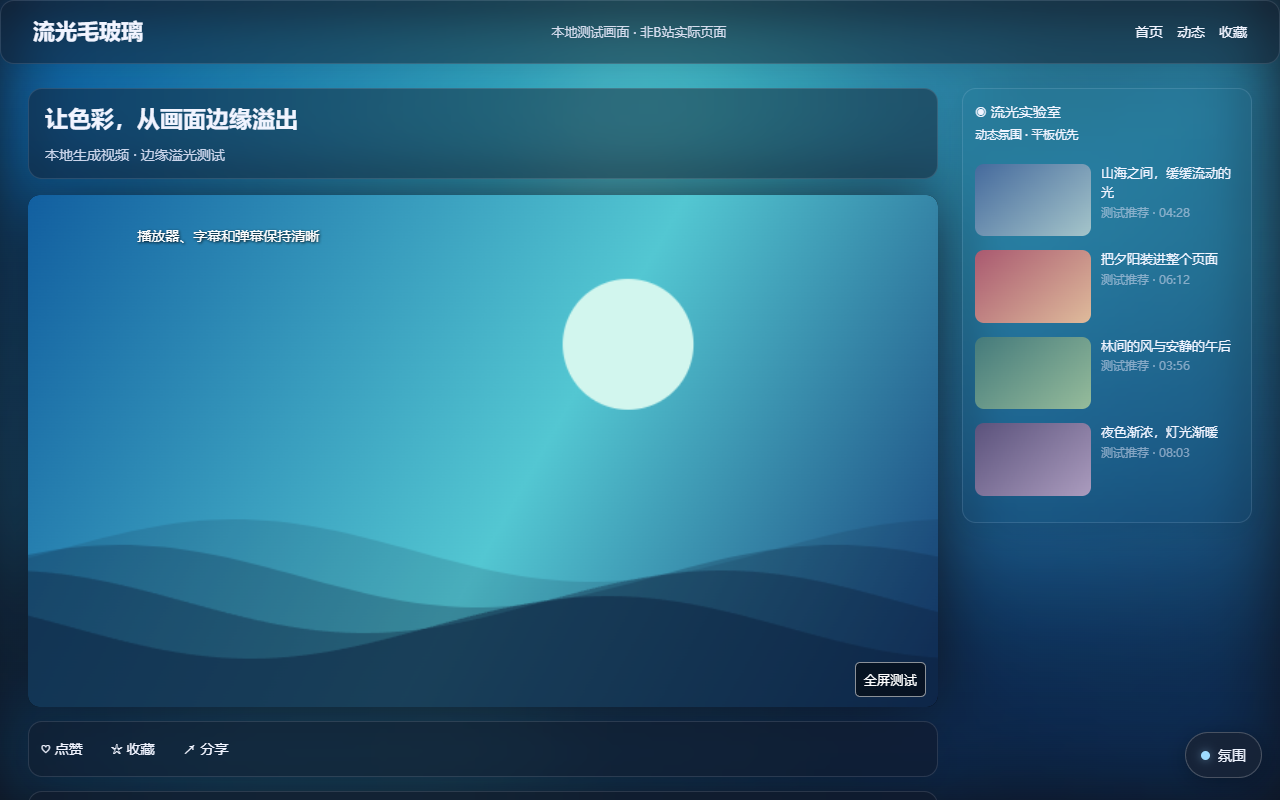 流光毛玻璃
本地测试画面 · 非B站实际页面
首页 动态 收藏
让色彩，从画面边缘溢出
本地生成视频 · 边缘溢光测试
播放器、字幕和弹幕保持清晰
全屏测试
♡ 点赞 ☆ 收藏 ↗ 分享
◉ 流光实验室
动态氛围 · 平板优先
山海之间，缓缓流动的
光
测试推荐 · 04:28
把夕阳装进整个页面
测试推荐 · 06:12
林间的风与安静的午后
测试推荐 · 03:56
夜色渐浓，灯光渐暖
测试推荐 · 08:03
氛围